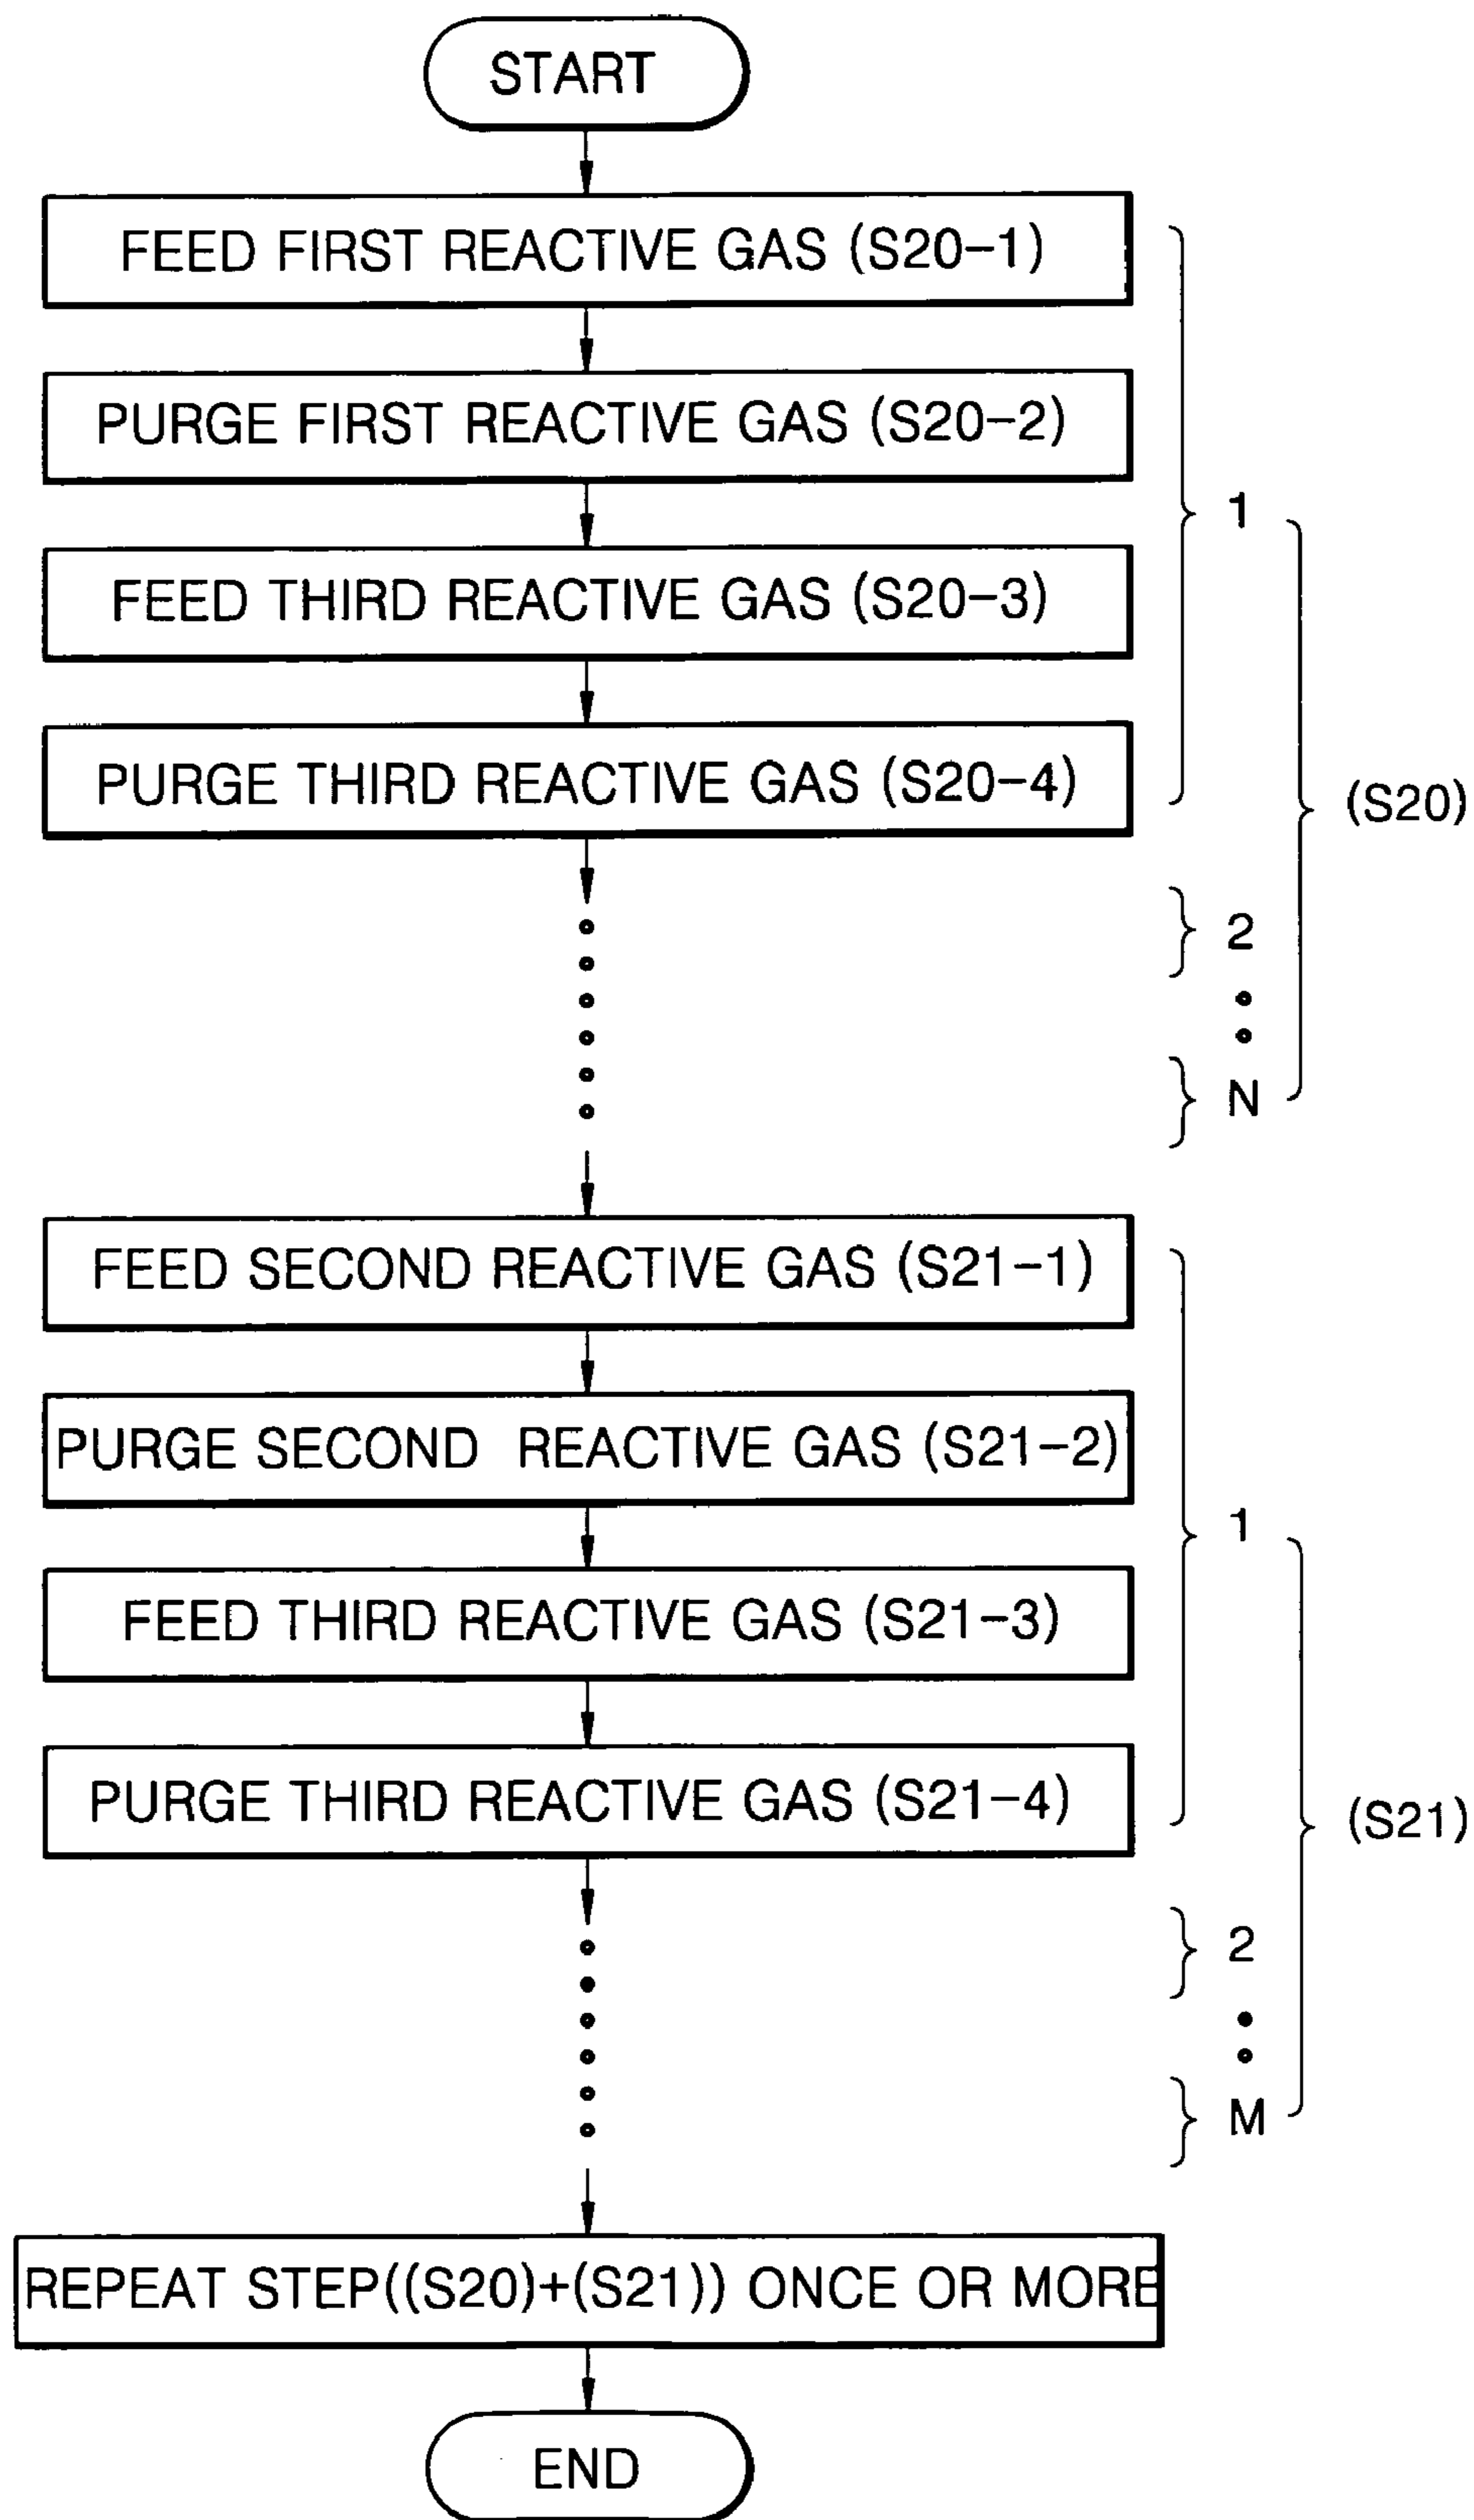 START
FEED FIRST REACTIVE GAS (S20-1)
PURGE FIRST REACTIVE GAS (S20-2)
1
FEED THIRD REACTIVE GAS (S20-3)
PURGE THIRD REACTIVE GAS (S20-4)
(S20)
2
N
FEED SECOND REACTIVE GAS (S21-1)
PURGE SECOND REACTIVE GAS (S21-2)
1
FEED THIRD REACTIVE GAS (S21-3)
PURGE THIRD REACTIVE GAS (S21-4)
(S21)
2
M
REPEAT STEP((S20)+(S21)) ONCE OR MORE
END